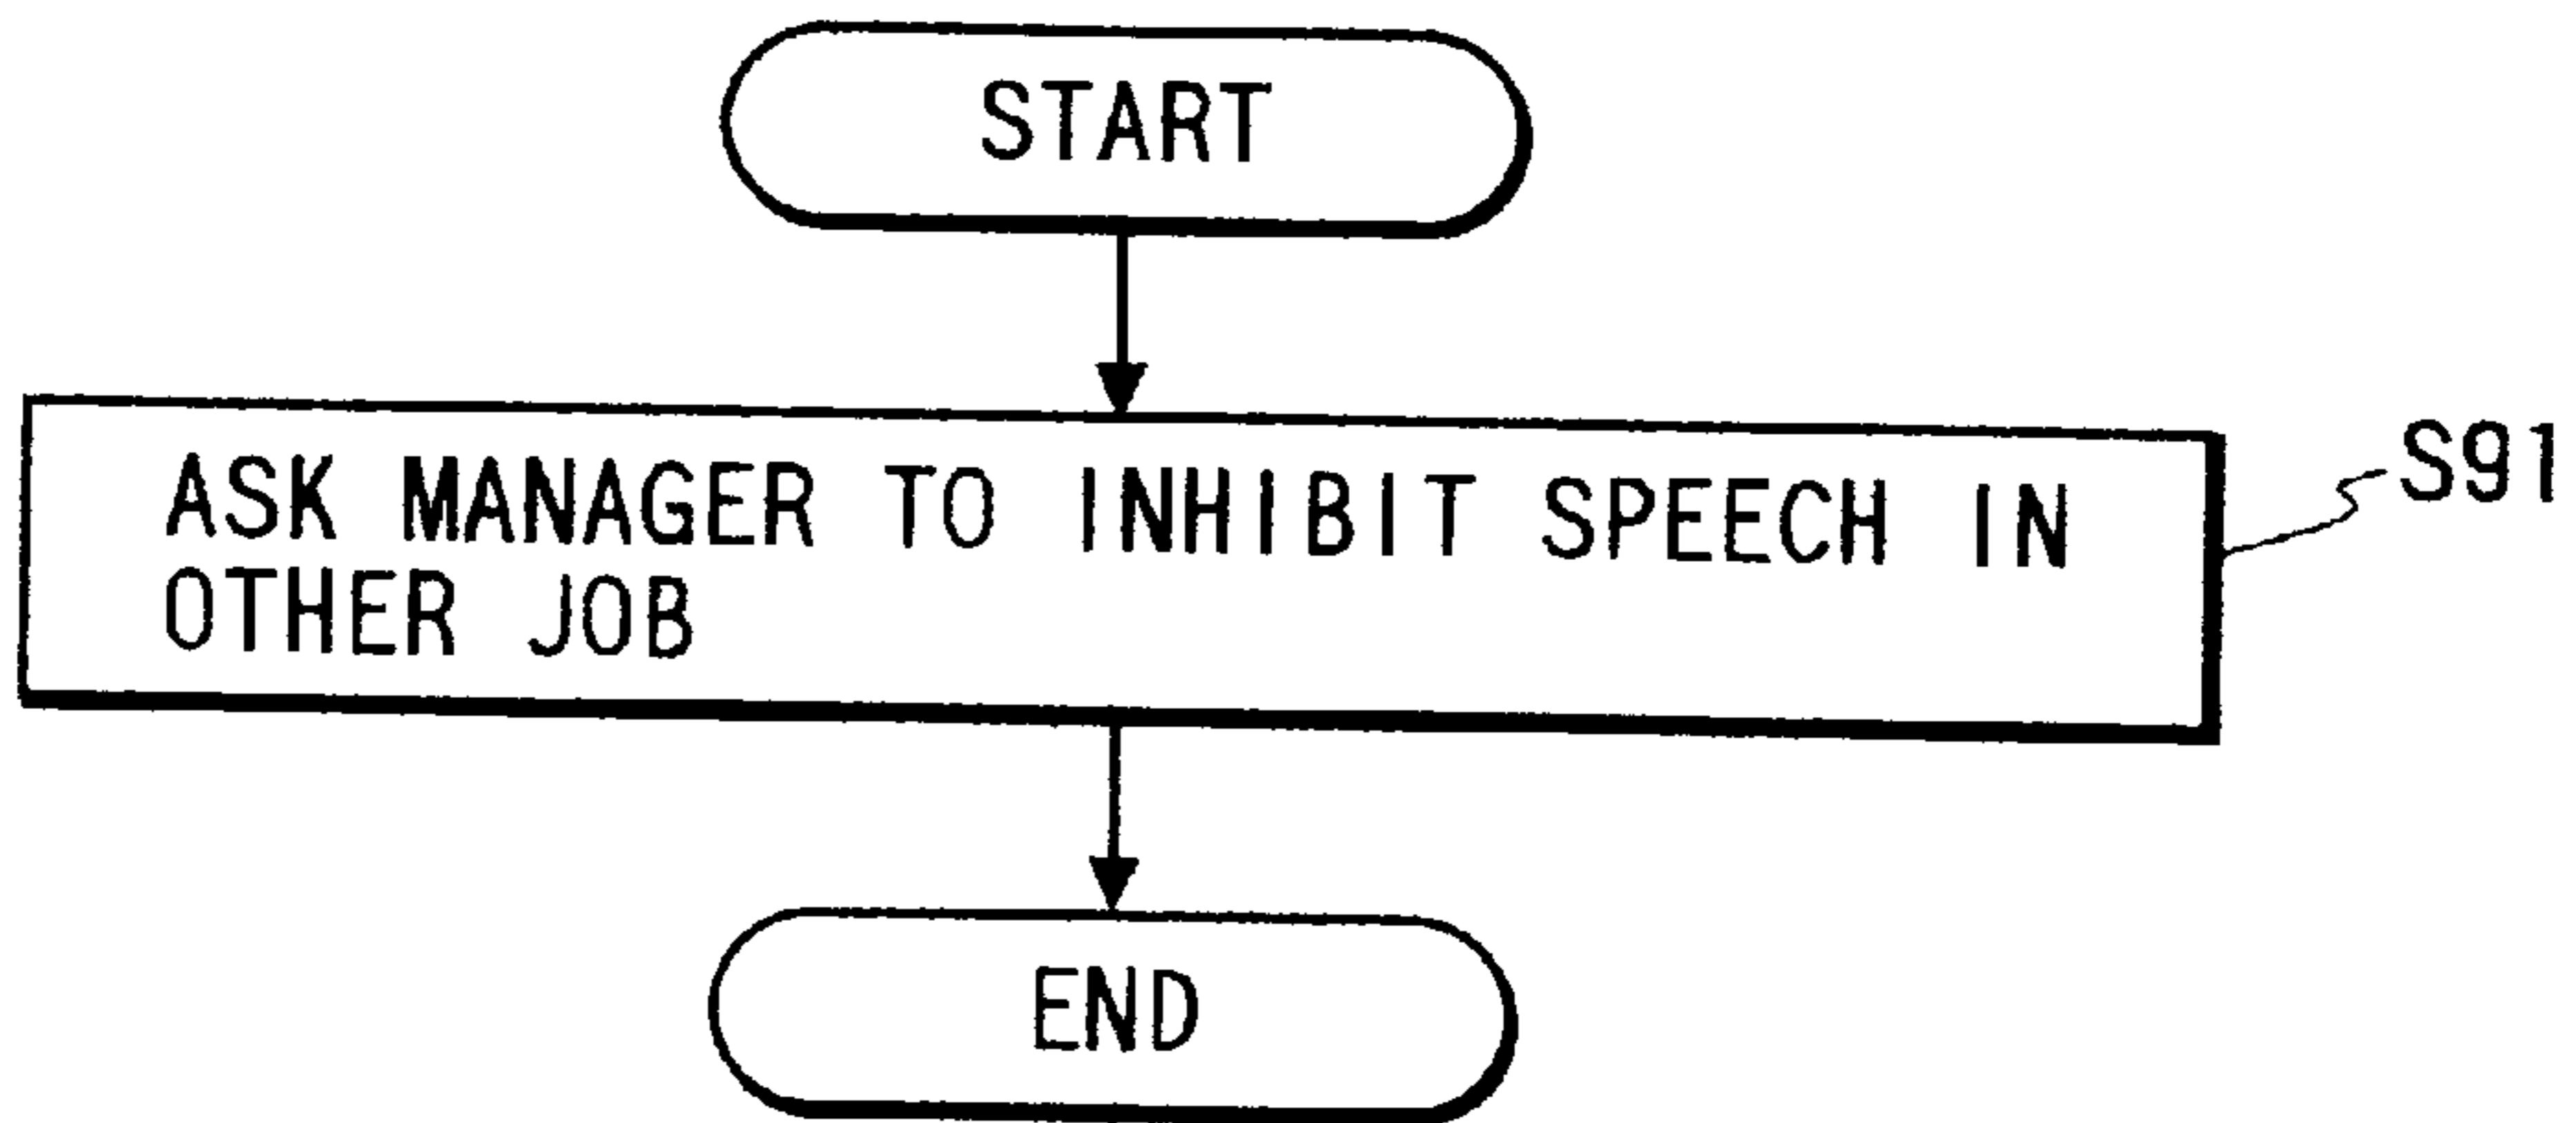 START
ASK MANAGER TO INHIBIT SPEECH IN
OTHER JOB
S91
END